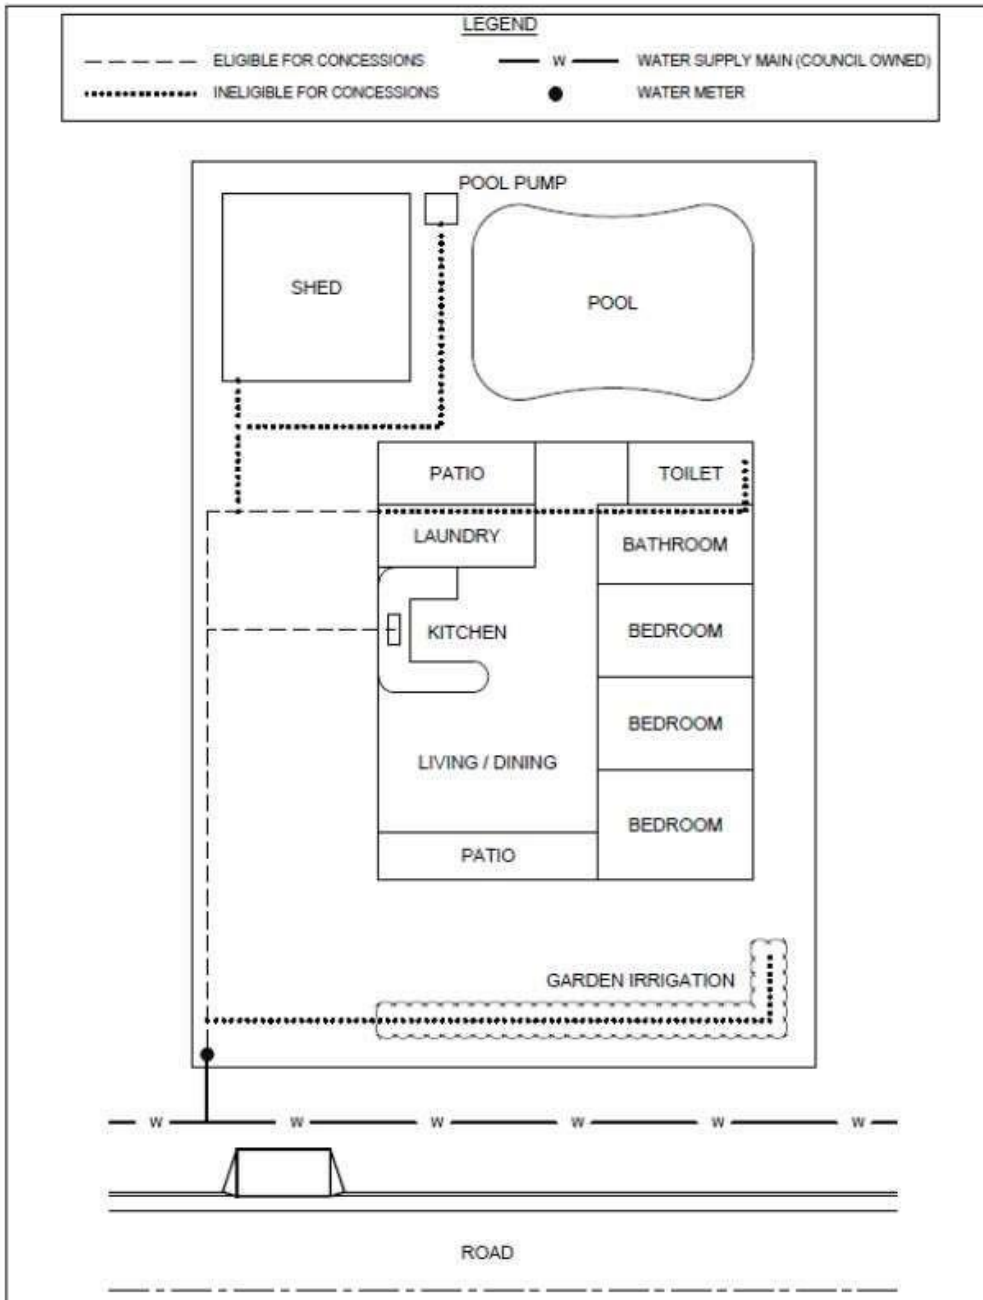 LEGEND
ELIGIBLE FOR CONCESSIONS
W
WATER SUPPLY MAIN (COUNCIL OWNED)
INELIGIBLE FOR CONCESSIONS
WATER METER
POOL PUMP
SHED
POOL
PATIO
TOILET
LAUNDRY
BATHROOM
KITCHEN
BEDROOM
BEDROOM
LIVING / DINING
BEDROOM
PATIO
GARDEN IRRIGATION
W W W W W W
ROAD